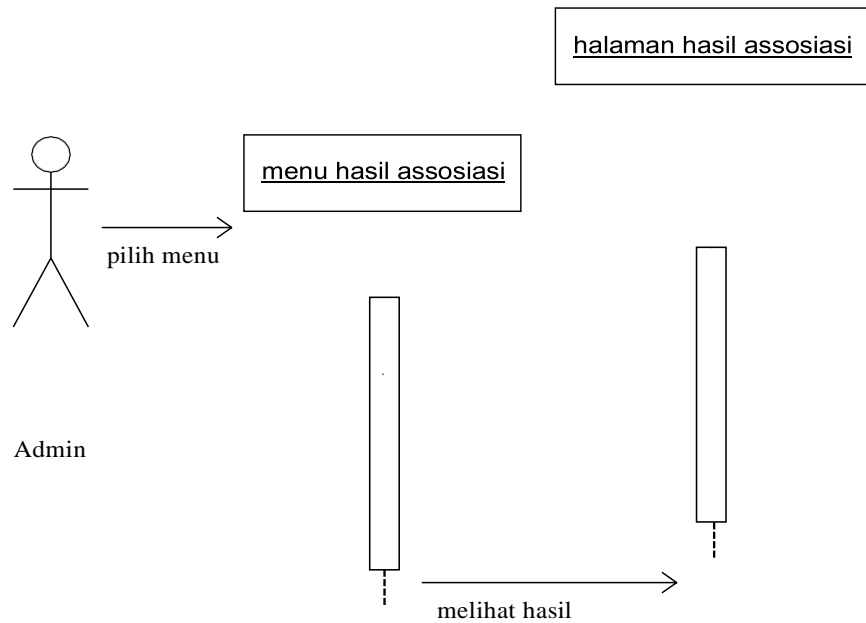 halaman hasil assosiasi
menu hasil assosiasi
pilih menu
Admin
melihat hasil